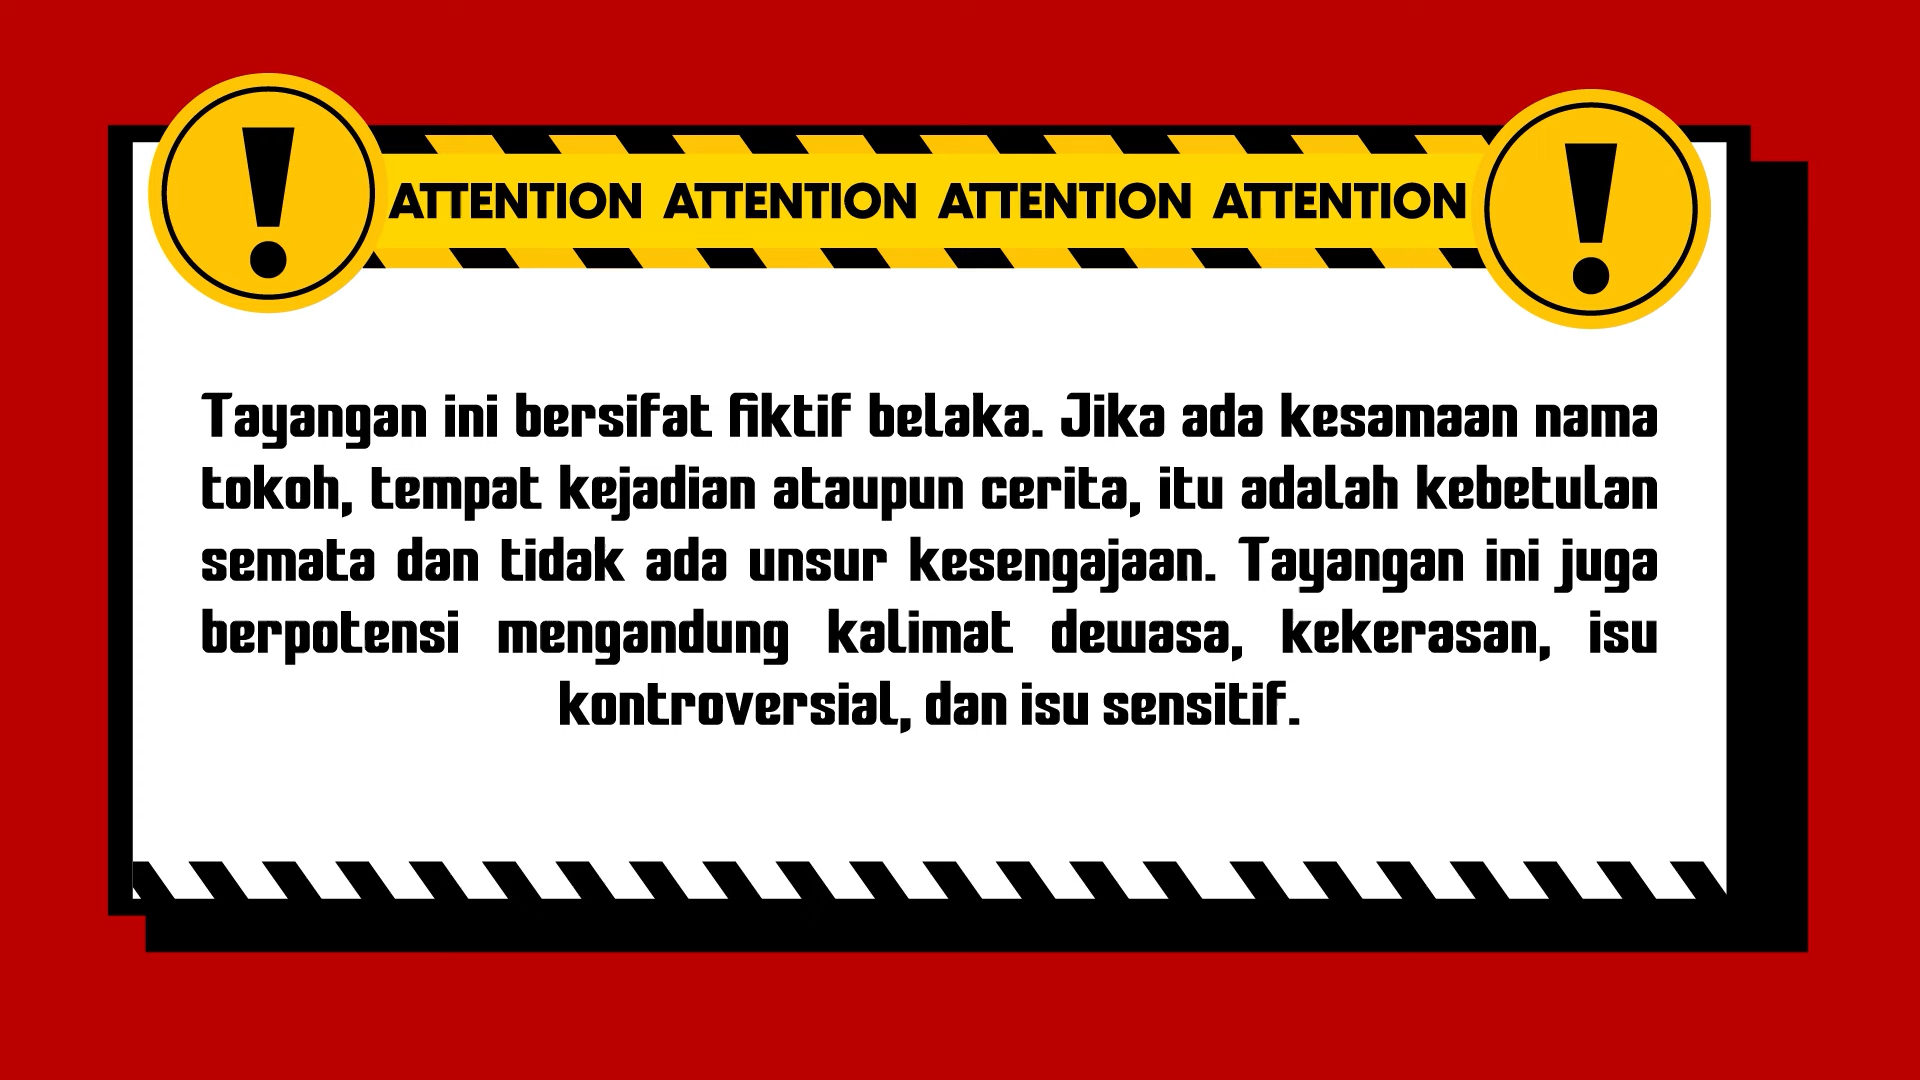 ATTENTION ATTENTION ATTENTION ATTENTION
Tayangan ini bersifat fiktif belaka. Jika ada kesamaan nama
tokoh, tempat kejadian ataupun cerita, itu adalah kebetulan
semata dan tidak ada unsur kesengajaan. Tayangan ini juga
berpotensi mengandung kalimat dewasa, kekerasan, isu
kontroversial, dan isu sensitif.